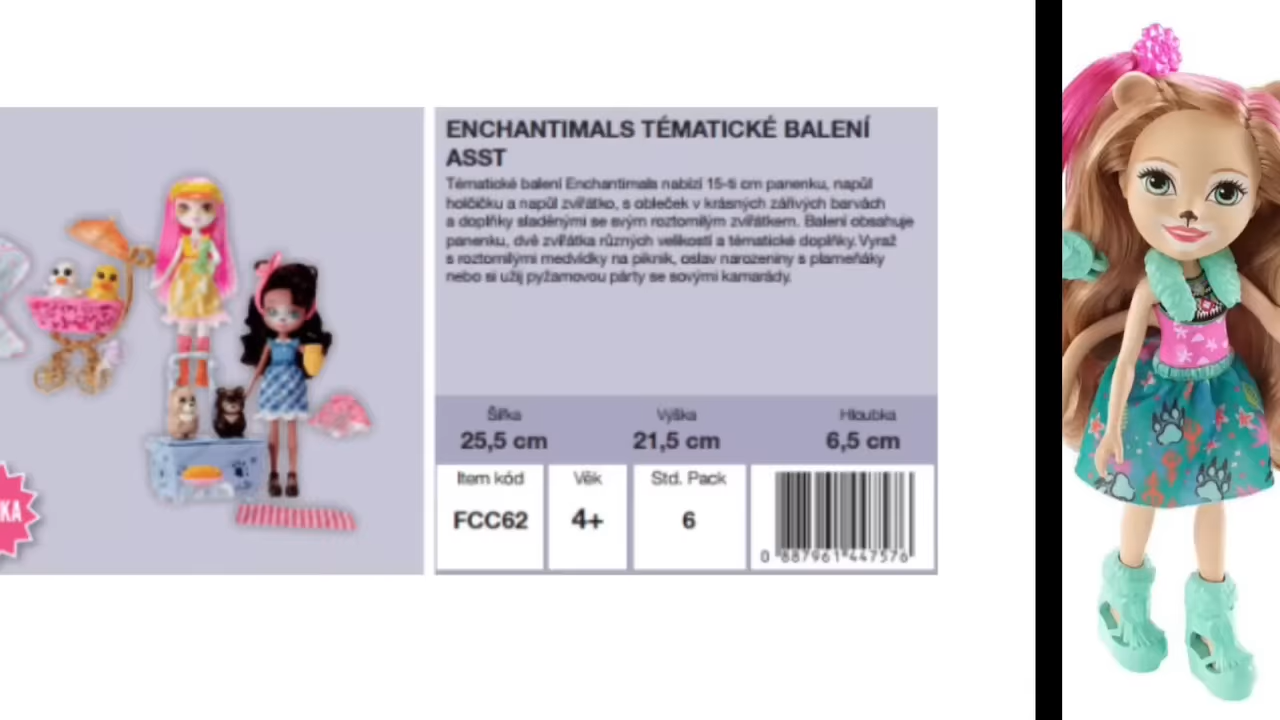 ENCHANTIMALS TÉMATICKÉ BALENÍ
ASST
Tématické balení Enchantimals nabízí 15-ti cm panenku, napůl
holčičku a napůl zvířátko, s obleček v krásných zářivých barvách
a doplňky sladěnými se svým roztomilým zvířátkem. Balení obsahuje
panenku, dvě zvířátka různých velikostí a tématické doplňky. Vyraž
s roztomilými medvídky na piknik, oslav narozeniny s plameňáky
nebo si užij pyžamovou párty se sovými kamarády.
Šířka Výška Hloubka
25,5 cm 21,5 cm 6,5 cm
Item kód Věk Std. Pack
FCC62 4+ 6
0 887961 447576
KA